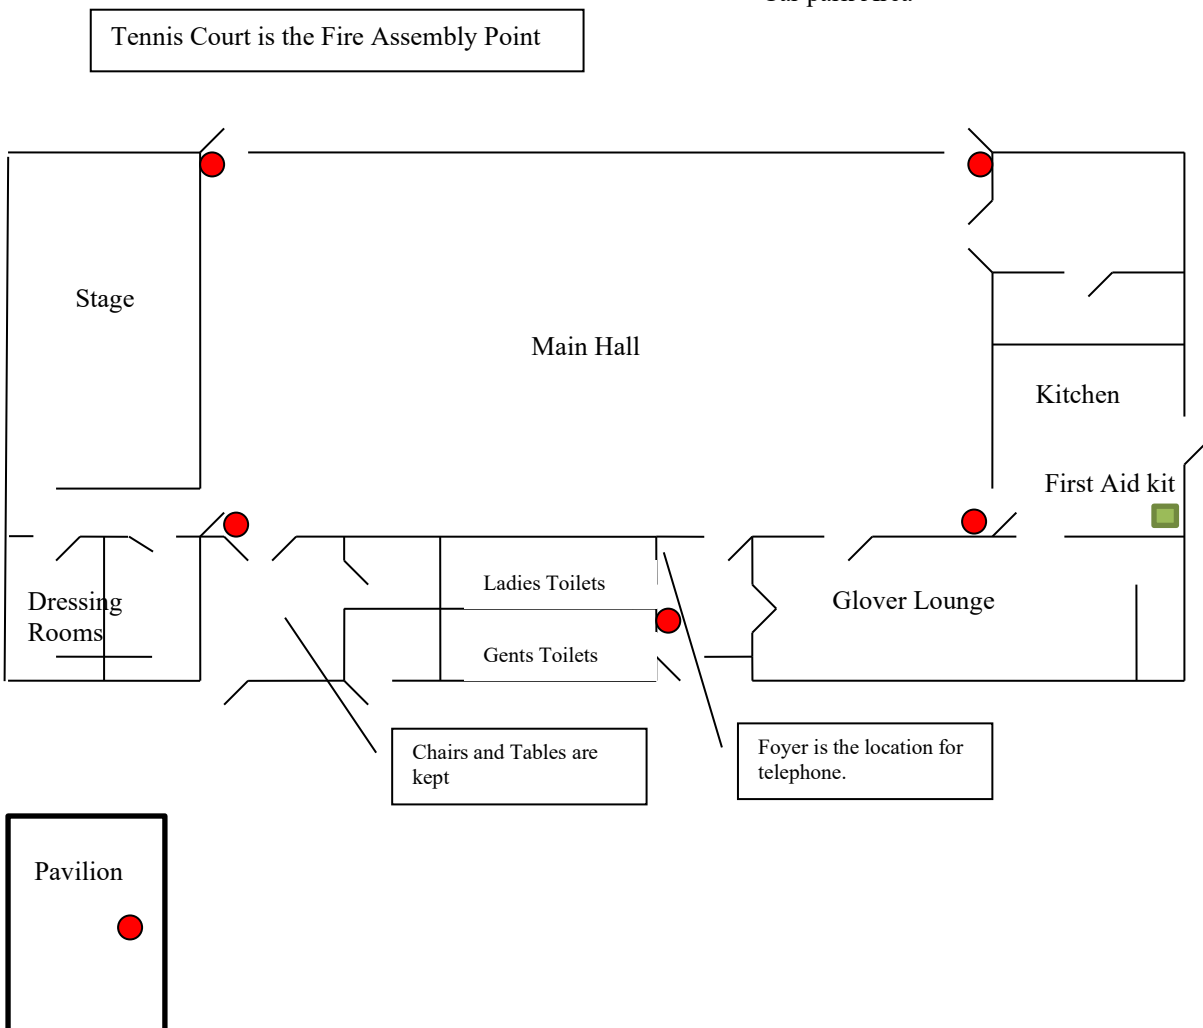 Tennis Court is the Fire Assembly Point
Stage
Main Hall
Kitchen
First Aid kit
Dressing
Rooms
Ladies Toilets
Gents Toilets
Glover Lounge
Chairs and Tables are
kept
Foyer is the location for
telephone.
Pavilion